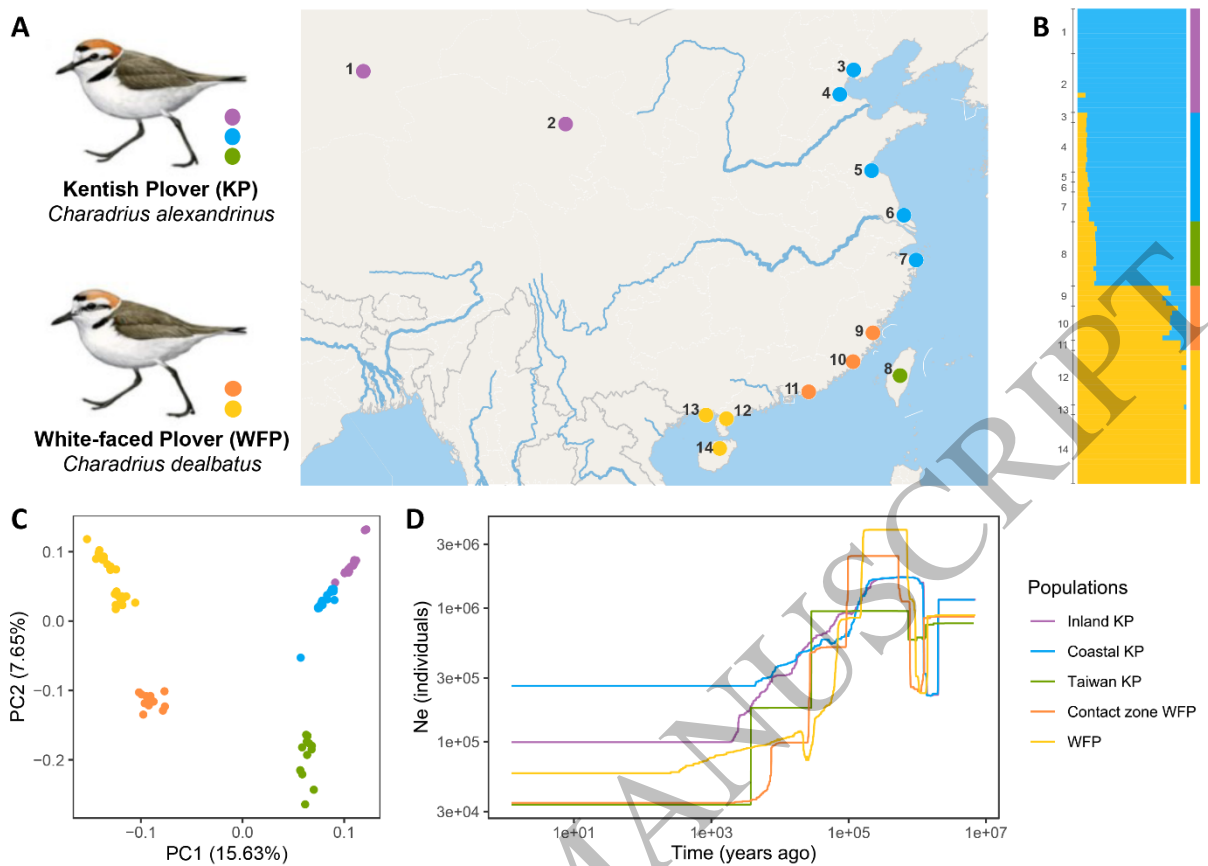 A
Kentish Plover (KP)
Charadrius alexandrinus
White-faced Plover (WFP)
Charadrius dealbatus
1
2
3
4
5
6
7
8
9
10
11
12
13
14
B
1
2
3
4
5
6
7
8
9
10
11
12
13
14
C
0.1
0.0
−0.1
−0.2
PC2 (7.65%)
−0.1
0.0
0.1
PC1 (15.63%)
D
3e+06
1e+06
3e+05
1e+05
3e+04
Ne (individuals)
1e+01
1e+03
1e+05
1e+07
Time (years ago)
Populations
Inland KP
Coastal KP
Taiwan KP
Contact zone WFP
WFP
MANUSCRIPT